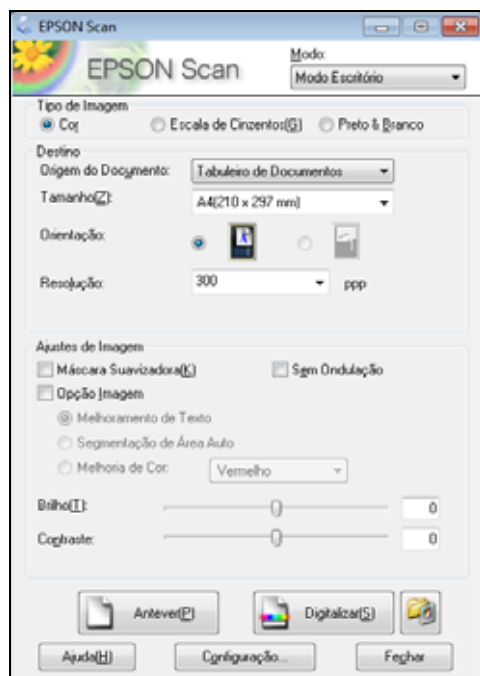 EPSON Scan
EPSON Scan
Modo:
Modo Escritório
Tipo de Imagem
Cor
Escala de Cinzentos(G)
Preto & Branco
Destino
Origem do Documento:
Tabuleiro de Documentos
Tamanho(Z):
A4(210 x 297 mm)
Orientação:
Resolução:
300
ppp
Ajustes de Imagem
Máscara Suavizadora(K)
Sem Ondulação
Opção Imagem
Melhoramento de Texto
Segmentação de Área Auto
Melhoria de Cor:
Vermelho
Brilho(T):
0
Contraste:
0
Antever(P)
Digitalizar(S)
Ajuda(H)
Configuração...
Fechar